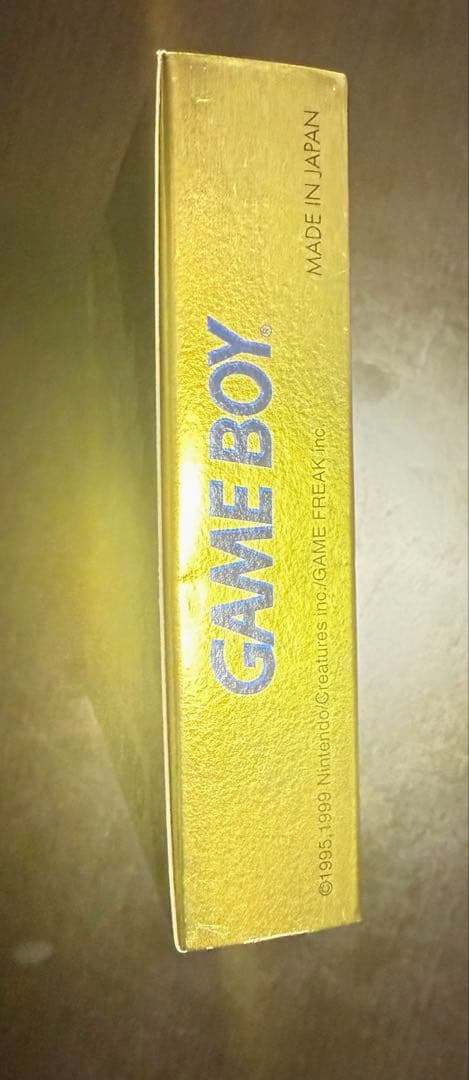 GAME BOY®
©1995,1999 Nintendo/Creatures inc./GAME FREAK inc.
MADE IN JAPAN